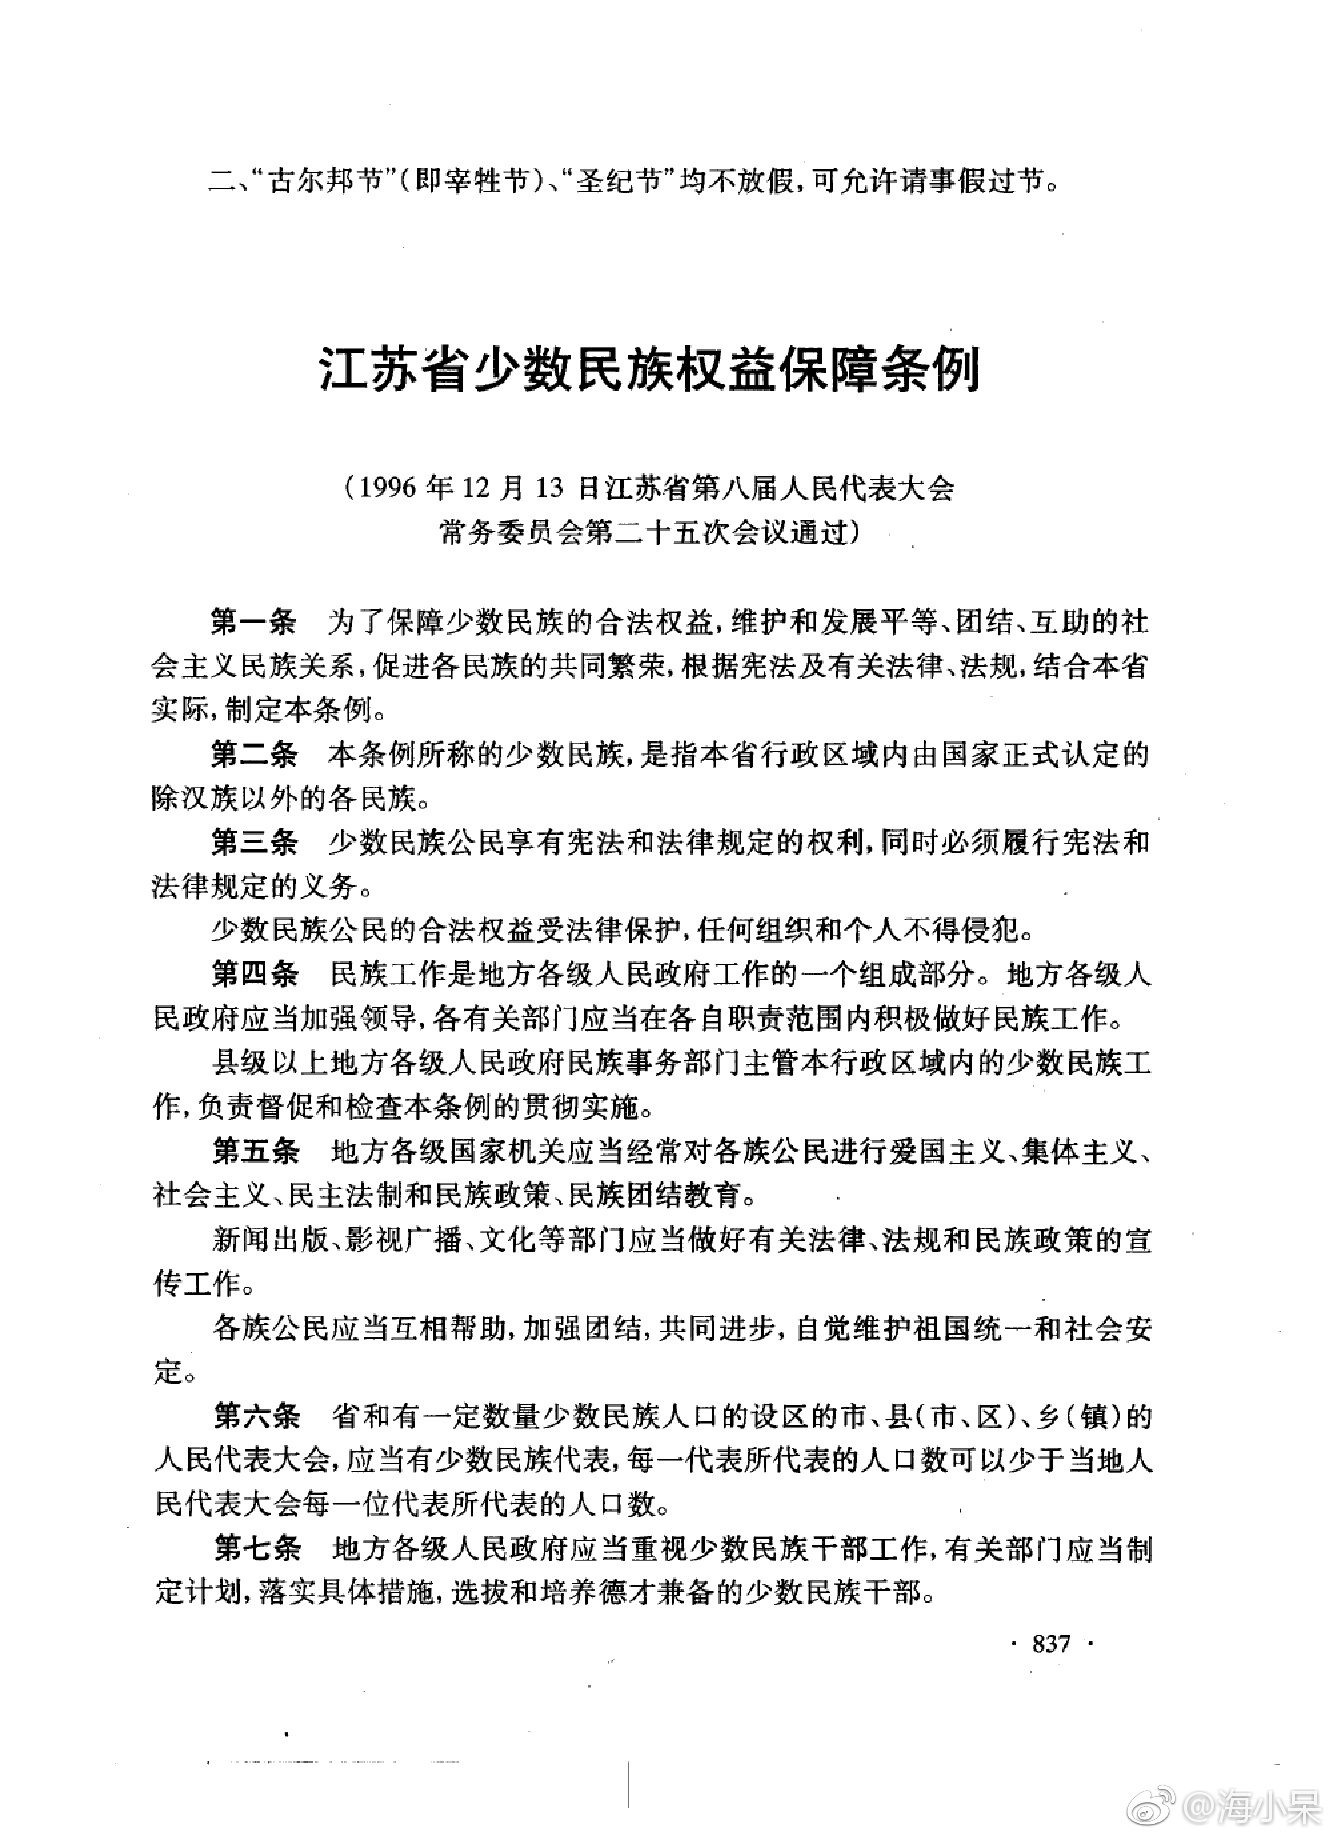 二、“古尔邦节”(即宰牲节)、“圣纪节”均不放假,可允许请事假过节。
江苏省少数民族权益保障条例
(1996年12月13日江苏省第八届人民代表大会
常务委员会第二十五次会议通过)
第一条 为了保障少数民族的合法权益,维护和发展平等、团结、互助的社
会主义民族关系,促进各民族的共同繁荣,根据宪法及有关法律、法规,结合本省
实际,制定本条例。
第二条 本条例所称的少数民族,是指本省行政区域内由国家正式认定的
除汉族以外的各民族。
第三条 少数民族公民享有宪法和法律规定的权利,同时必须履行宪法和
法律规定的义务。
少数民族公民的合法权益受法律保护,任何组织和个人不得侵犯。
第四条 民族工作是地方各级人民政府工作的一个组成部分。地方各级人
民政府应当加强领导,各有关部门应当在各自职责范围内积极做好民族工作。
县级以上地方各级人民政府民族事务部门主管本行政区域内的少数民族工
作,负责督促和检查本条例的贯彻实施。
第五条 地方各级国家机关应当经常对各族公民进行爱国主义、集体主义、
社会主义、民主法制和民族政策、民族团结教育。
新闻出版、影视广播、文化等部门应当做好有关法律、法规和民族政策的宣
传工作。
各族公民应当互相帮助,加强团结,共同进步,自觉维护祖国统一和社会安
定。
第六条 省和有一定数量少数民族人口的设区的市、县(市、区)、乡(镇)的
人民代表大会,应当有少数民族代表,每一代表所代表的人口数可以少于当地人
民代表大会每一位代表所代表的人口数。
第七条 地方各级人民政府应当重视少数民族干部工作,有关部门应当制
定计划,落实具体措施,选拔和培养德才兼备的少数民族干部。
· 837 ·
@海小呆